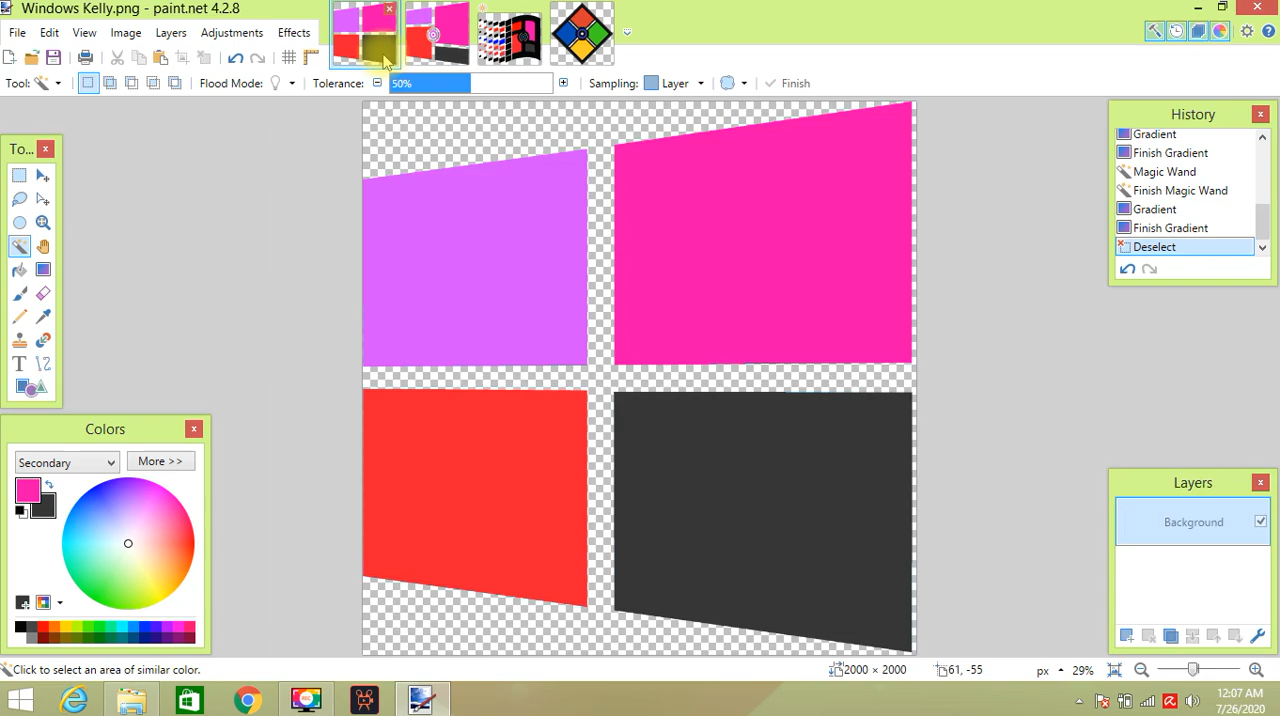 Windows Kelly.png - paint.net 4.2.8
File Edit View Image Layers Adjustments Effects
Tool: Flood Mode: Tolerance: 50% Sampling: Layer Finish
To...
History
Gradient
Finish Gradient
Magic Wand
Finish Magic Wand
Gradient
Finish Gradient
Deselect
Colors
Secondary More >>
Layers
Background
Click to select an area of similar color. 2000 × 2000 61, -55 px 29%
REC
12:07 AM
7/26/2020